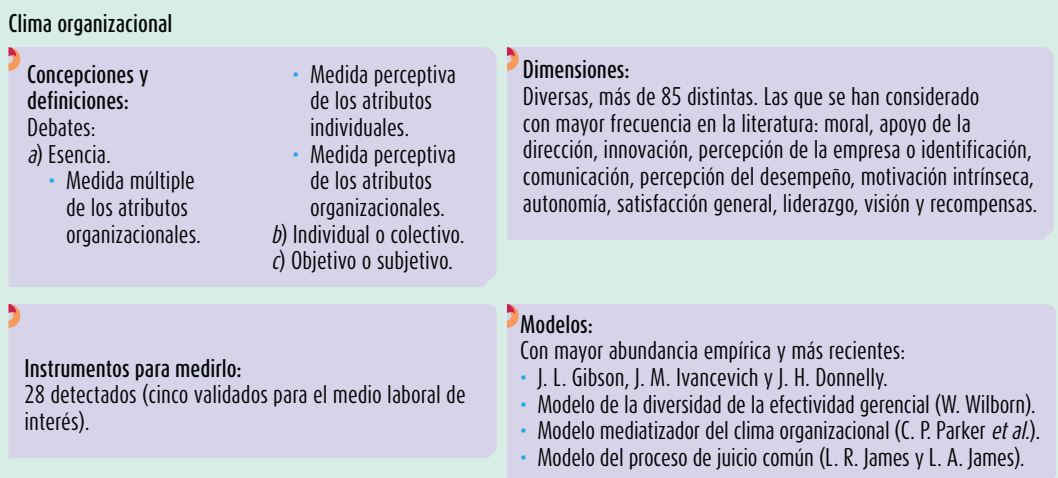 Clima organizacional
Concepciones y
definiciones:
Debates:
a) Esencia.
• Medida múltiple
de los atributos
organizacionales.
• Medida perceptiva
de los atributos
individuales.
• Medida perceptiva
de los atributos
organizacionales.
b) Individual o colectivo.
c) Objetivo o subjetivo.
Dimensiones:
Diversas, más de 85 distintas. Las que se han considerado
con mayor frecuencia en la literatura: moral, apoyo de la
dirección, innovación, percepción de la empresa o identificación,
comunicación, percepción del desempeño, motivación intrínseca,
autonomía, satisfacción general, liderazgo, visión y recompensas.
Instrumentos para medirlo:
28 detectados (cinco validados para el medio laboral de
interés).
Modelos:
Con mayor abundancia empírica y más recientes:
• J. L. Gibson, J. M. Ivancevich y J. H. Donnelly.
• Modelo de la diversidad de la efectividad gerencial (W. Wilborn).
• Modelo mediatizador del clima organizacional (C. P. Parker et al.).
• Modelo del proceso de juicio común (L. R. James y L. A. James).